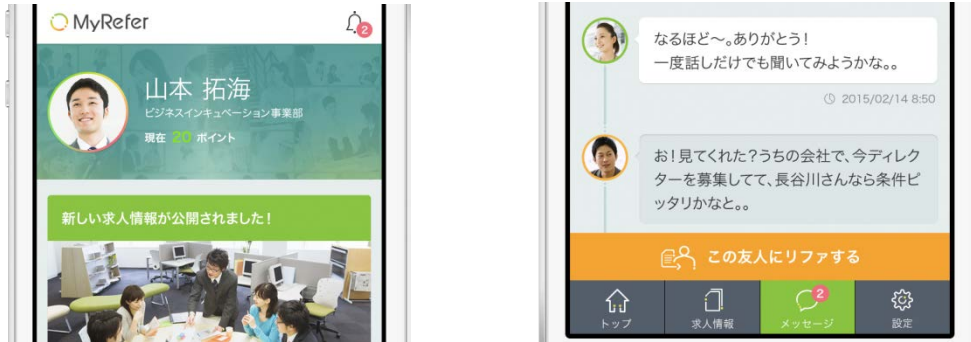 MyRefer
2
山本 拓海
ビジネスインキュベーション事業部
現在 20 ポイント
新しい求人情報が公開されました!
なるほど〜。ありがとう!
一度話しだけでも聞いてみようかな。。
2015/02/14 8:50
お!見てくれた?うちの会社で、今ディレク
ターを募集してて、長谷川さんなら条件ピ
ッタリかなと。。
この友人にリファする
2
トップ 求人情報 メッセージ 設定